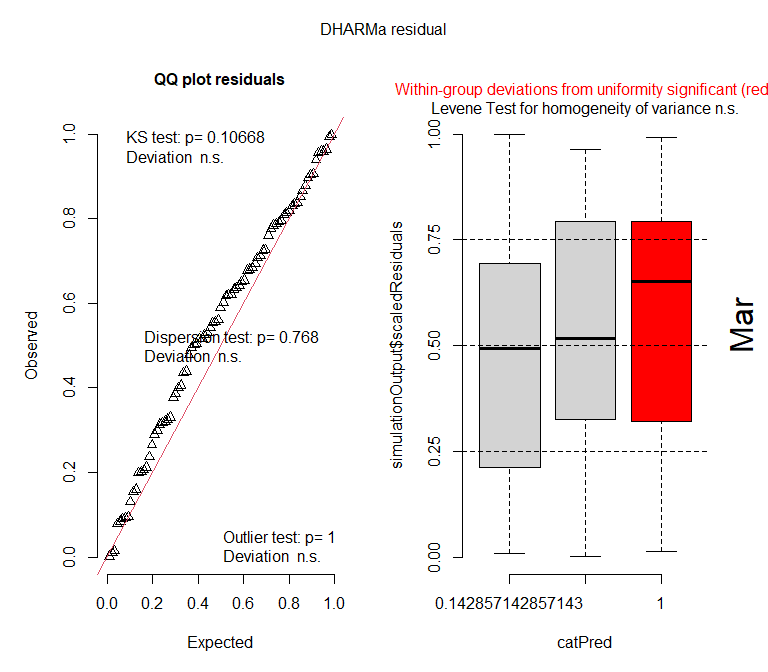 DHARMa residual
QQ plot residuals
KS test: p= 0.10668
Deviation n.s.
Dispersion test: p= 0.768
Deviation n.s.
Outlier test: p= 1
Deviation n.s.
Observed
0.0 0.2 0.4 0.6 0.8 1.0
0.0 0.2 0.4 0.6 0.8 1.0
Expected
Within-group deviations from uniformity significant (red
Levene Test for homogeneity of variance n.s.
simulationOutput$scaledResiduals
0.00 0.25 0.50 0.75 1.00
0.142857142857143 1
catPred
Mar